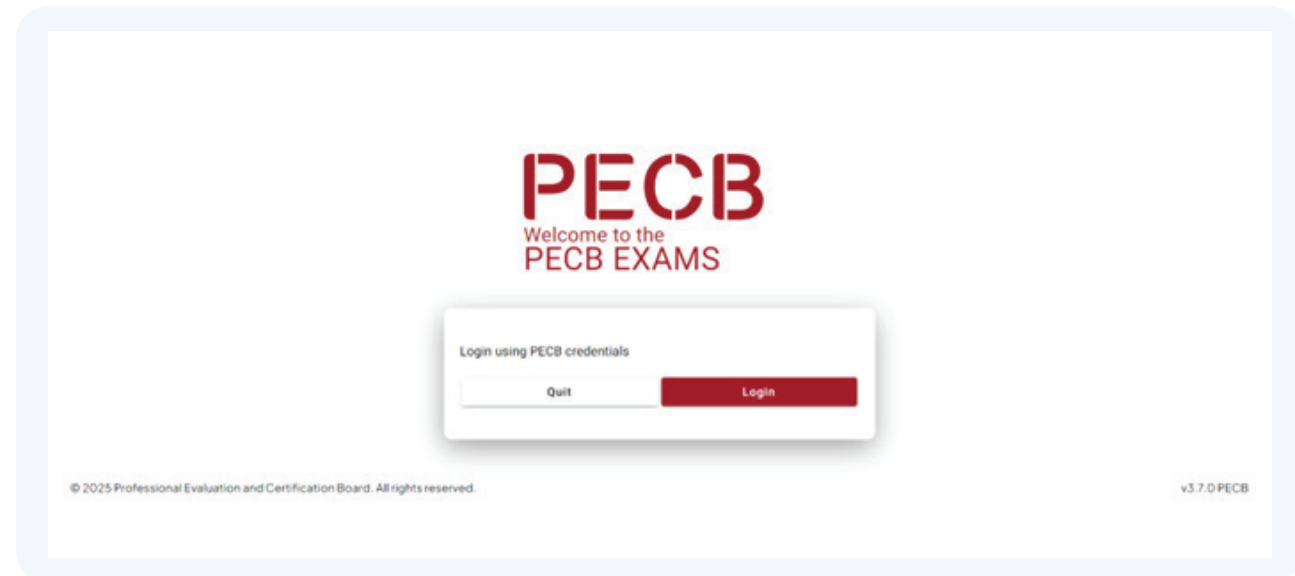 PECB
Welcome to the
PECB EXAMS
Login using PECB credentials
Quit Login
© 2025 Professional Evaluation and Certification Board. All rights reserved. v3.7.0 PECB